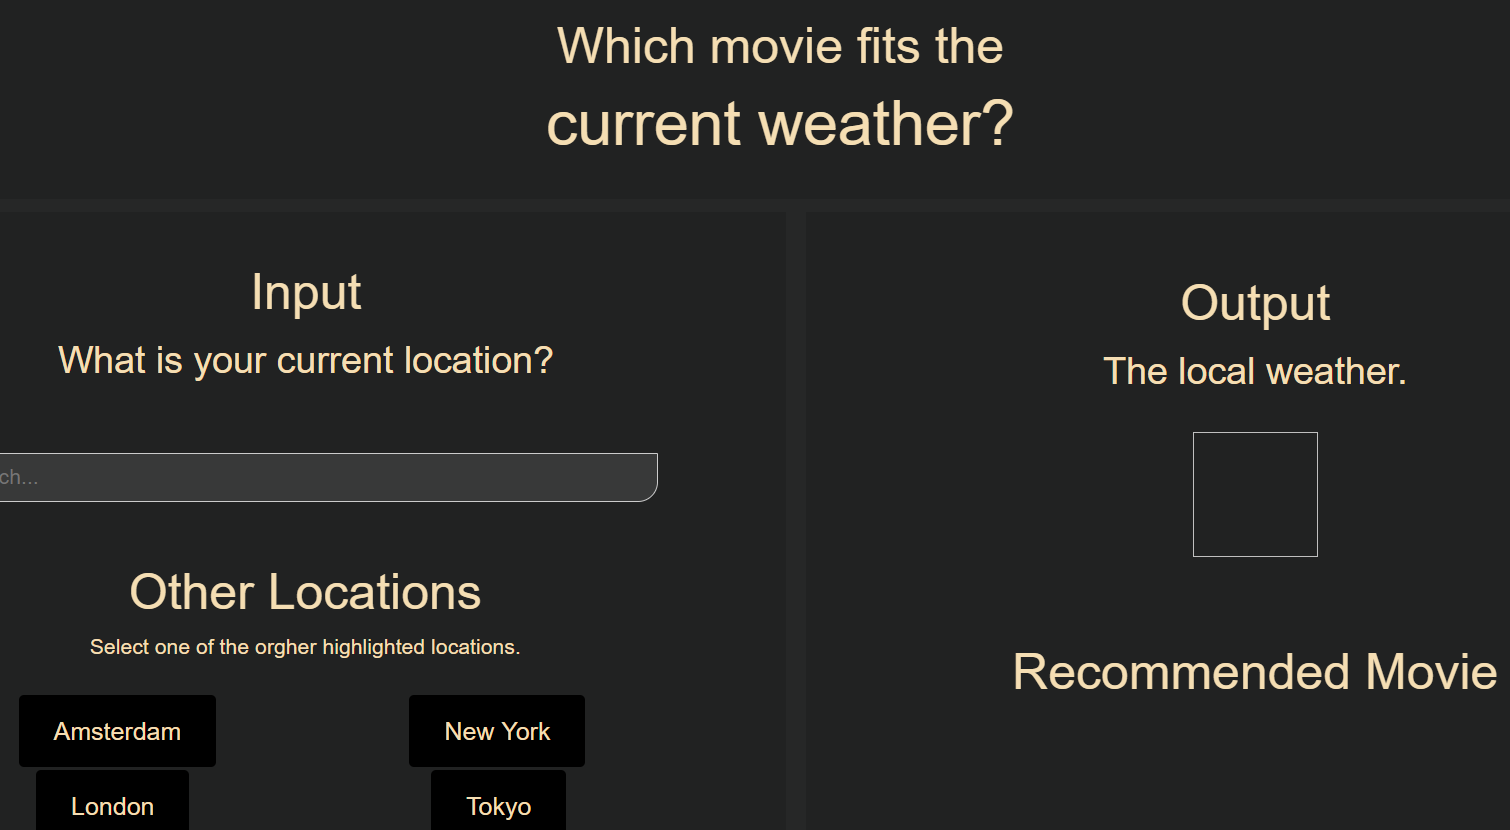 Which movie fits the
current weather?
Input
What is your current location?
ch...
Other Locations
Select one of the orgher highlighted locations.
Amsterdam
New York
London
Tokyo
Output
The local weather.
Recommended Movie